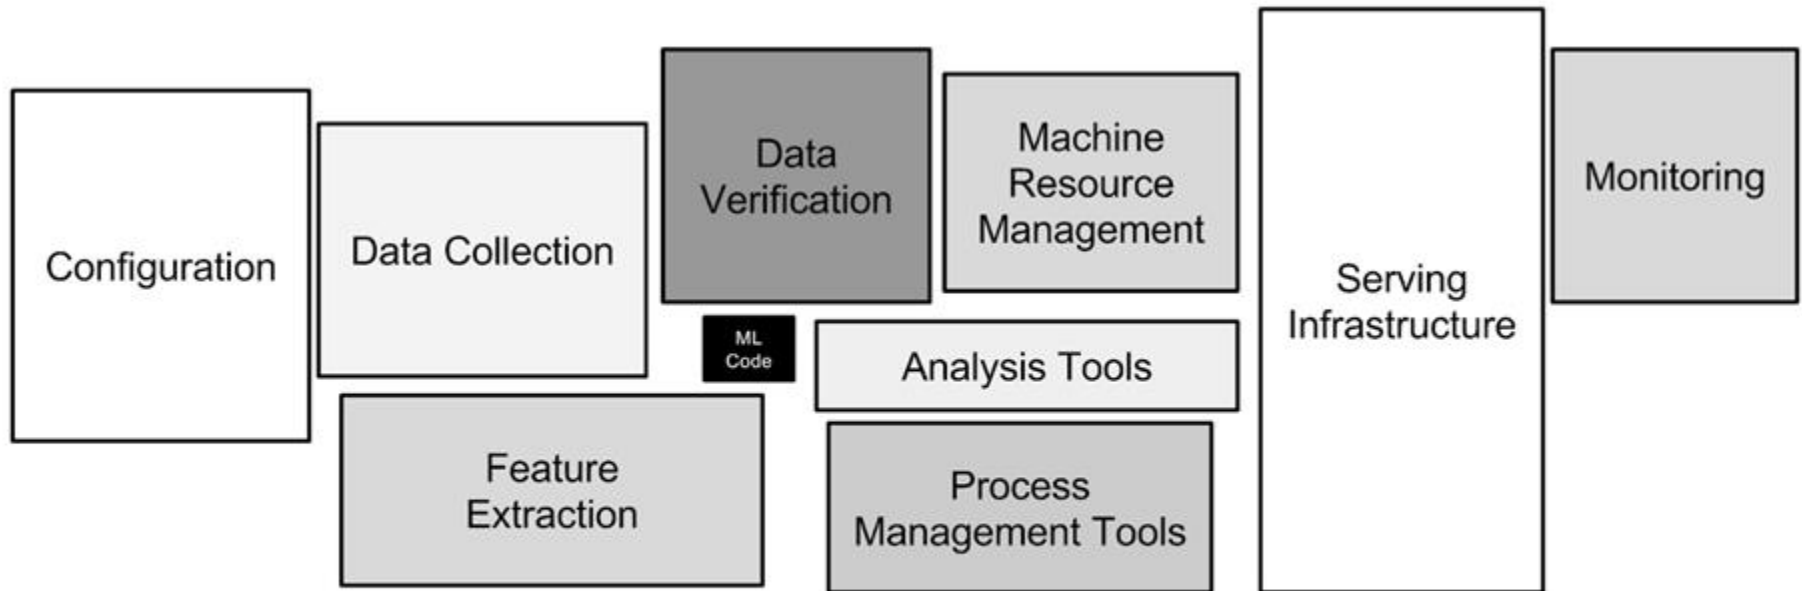 Configuration
Data Collection
Data
Verification
Machine
Resource
Management
ML
Code
Analysis Tools
Feature
Extraction
Process
Management Tools
Serving
Infrastructure
Monitoring